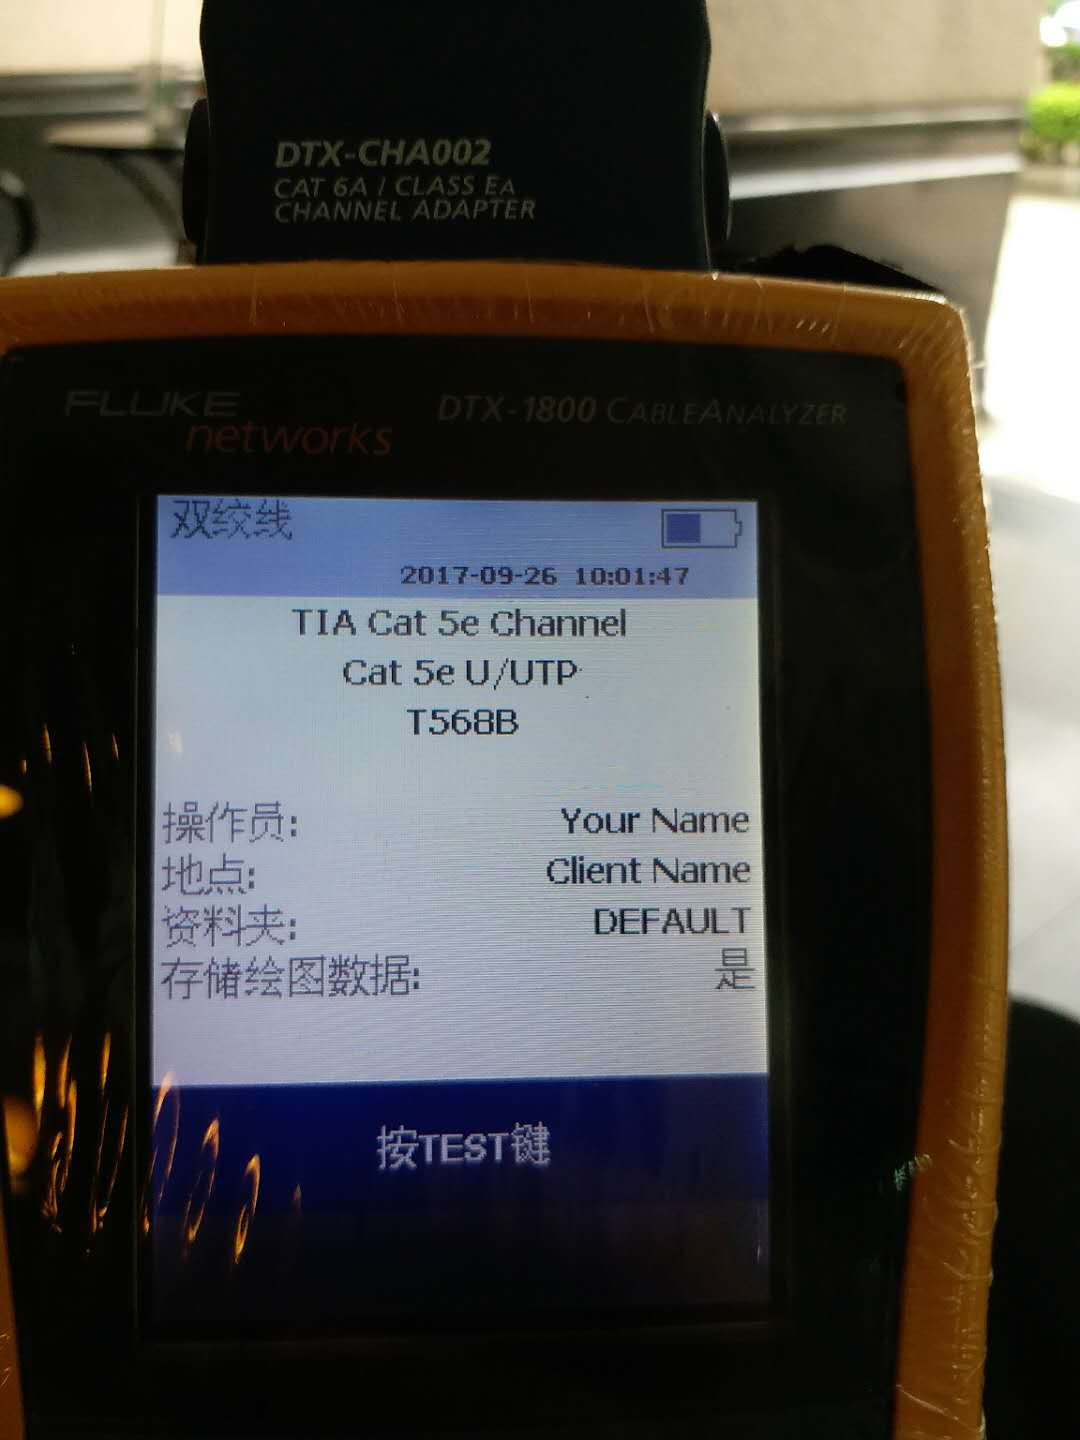 DTX-CHA002
CAT 6A / CLASS EA
CHANNEL ADAPTER
FLUKE
networks
DTX-1800 CABLEANALYZER
双绞线
2017-09-26 10:01:47
TIA Cat 5e Channel
Cat 5e U/UTP
T568B
操作员: Your Name
地点: Client Name
资料夹: DEFAULT
存储绘图数据: 是
按TEST键